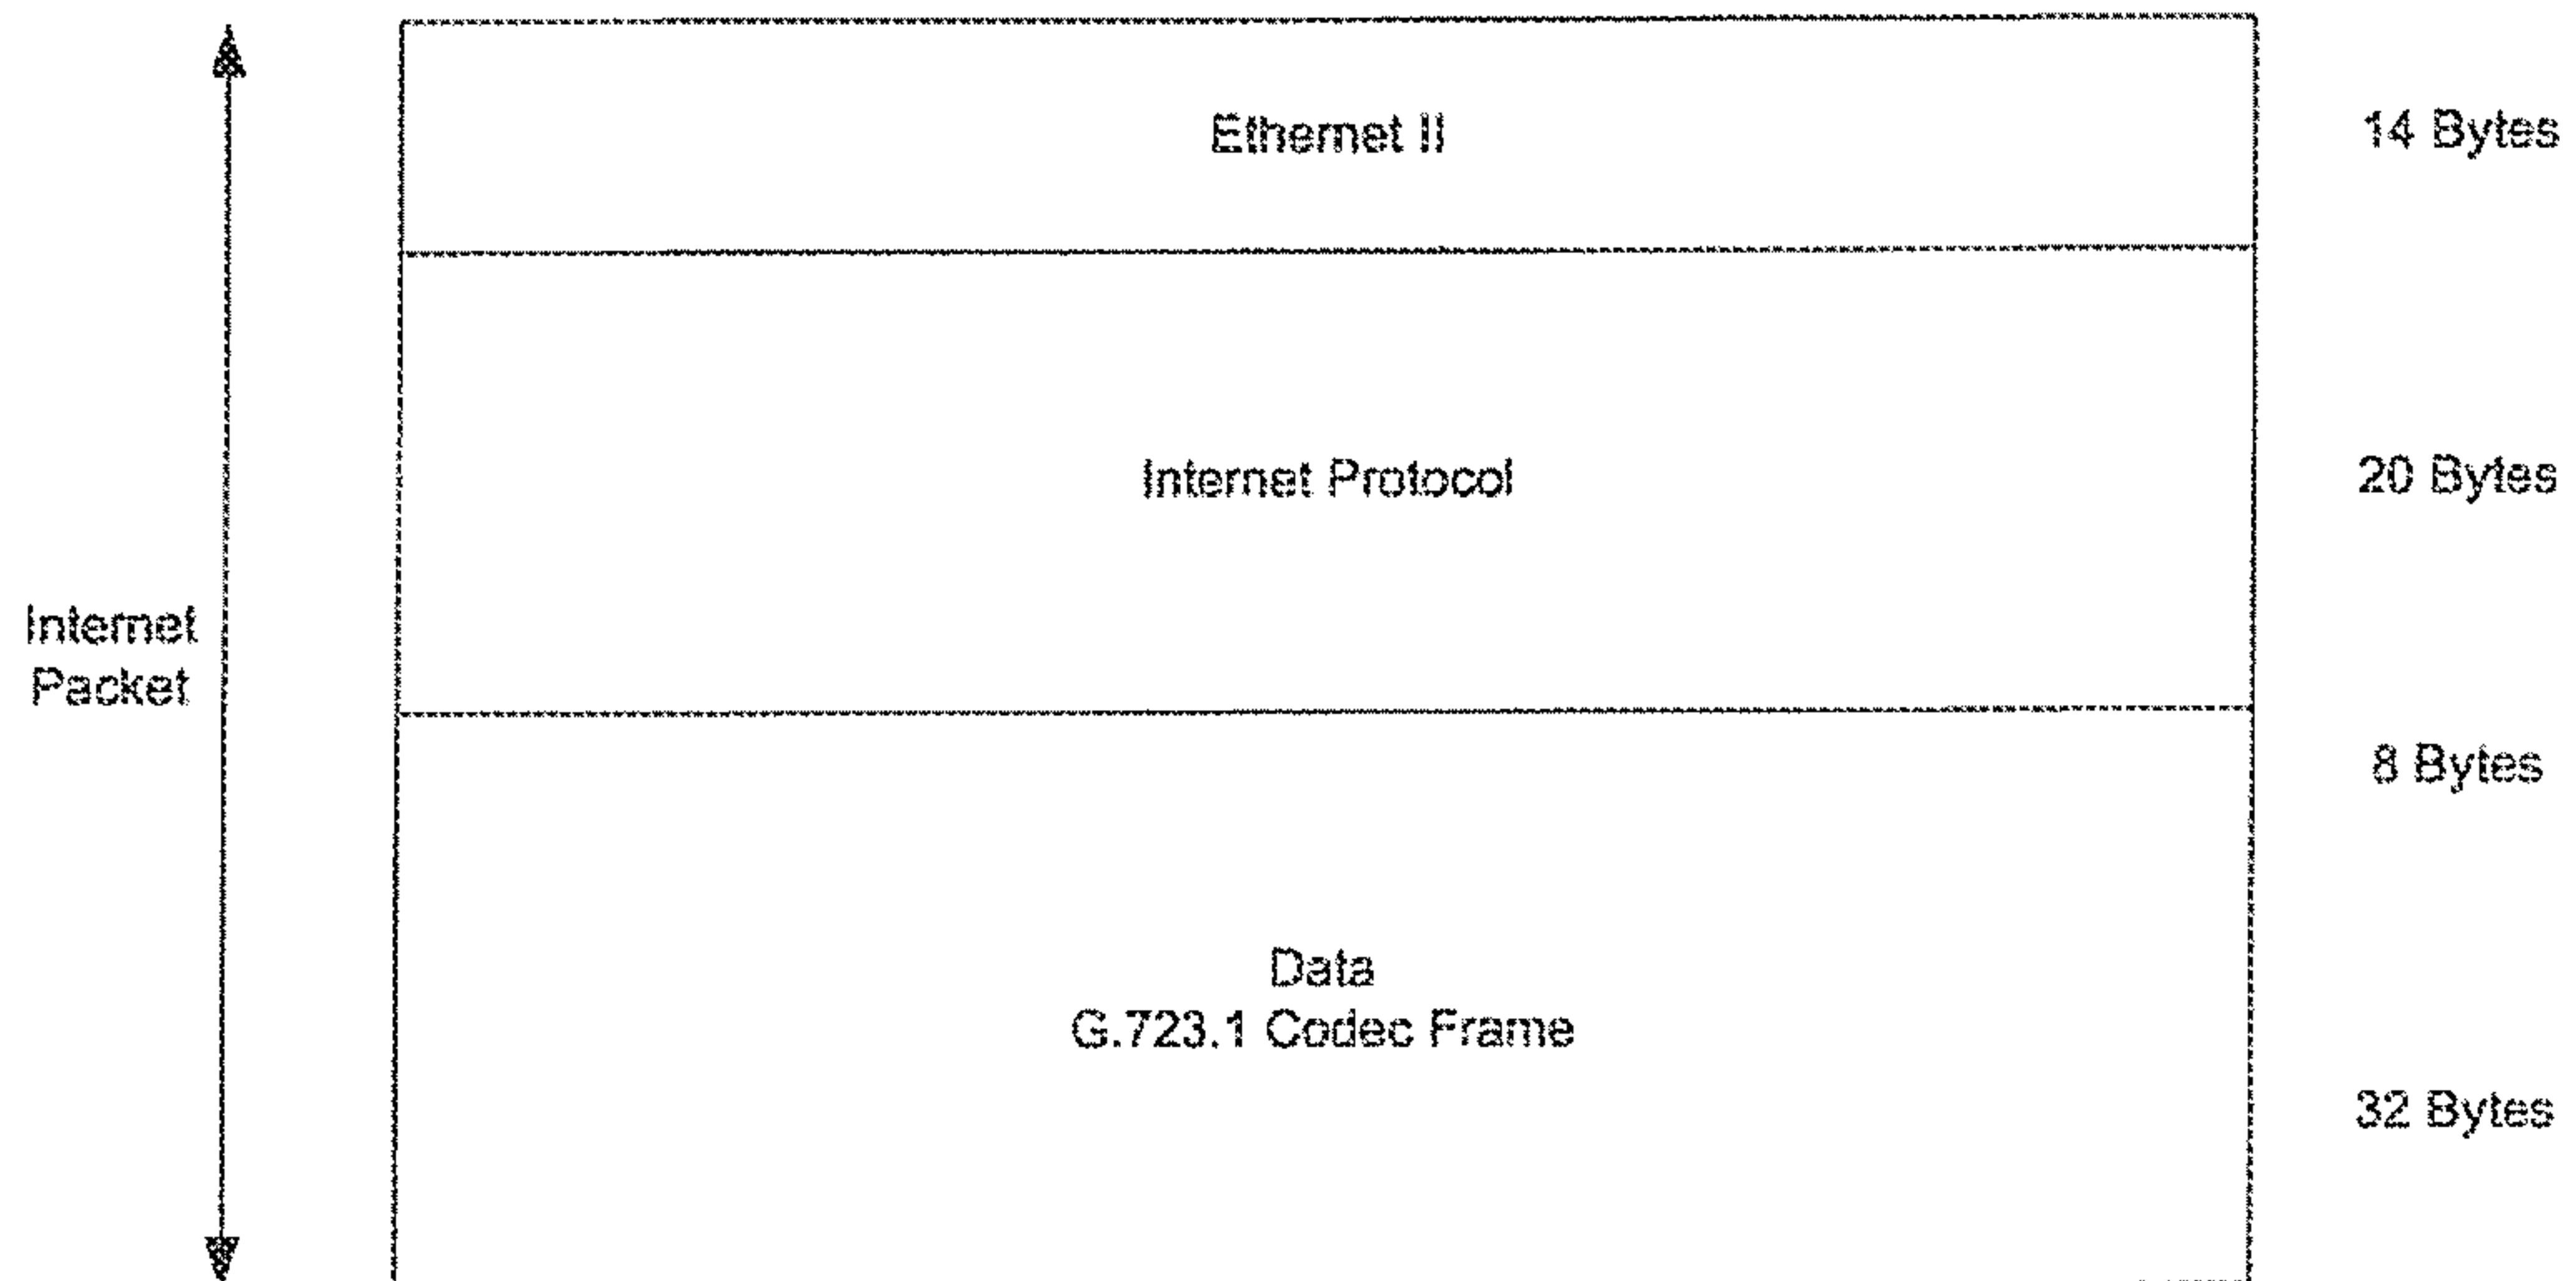 Ethernet II
14 Bytes
Internet Protocol
20 Bytes
Internet
Packet
8 Bytes
Data
G.723.1 Codec Frame
32 Bytes